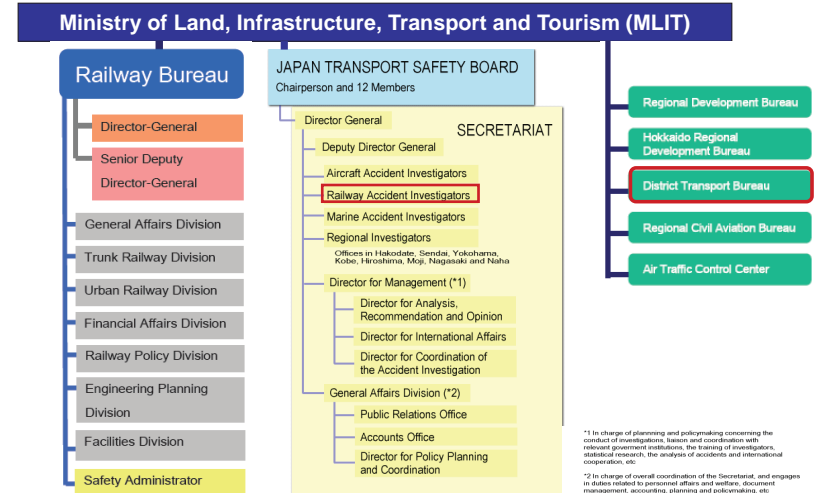 Ministry of Land, Infrastructure, Transport and Tourism (MLIT)
Railway Bureau
Director-General
Senior Deputy
Director-General
General Affairs Division
Trunk Railway Division
Urban Railway Division
Financial Affairs Division
Railway Policy Division
Engineering Planning
Division
Facilities Division
Safety Administrator
JAPAN TRANSPORT SAFETY BOARD
Chairperson and 12 Members
Director General
SECRETARIAT
Deputy Director General
Aircraft Accident Investigators
Railway Accident Investigators
Marine Accident Investigators
Regional Investigators
Offices in Hakodate, Sendai, Yokohama,
Kobe, Hiroshima, Moji, Nagasaki and Naha
Director for Management (*1)
Director for Analysis,
Recommendation and Opinion
Director for International Affairs
Director for Coordination of
the Accident Investigation
General Affairs Division (*2)
Public Relations Office
Accounts Office
Director for Policy Planning
and Coordination
Regional Development Bureau
Hokkaido Regional
Development Bureau
District Transport Bureau
Regional Civil Aviation Bureau
Air Traffic Control Center
*1 In charge of plannning and policymaking concerning the
conduct of investigations, liaison and coordination with
relevant goverment institutions, the training of investigators,
statistical research, the analysis of accidents and international
cooperation, etc
*2 In charge of overall coordination of the Secretariat, and engages
in duties related to personnel affairs and welfare, document
management, accounting, planning and policymaking, etc